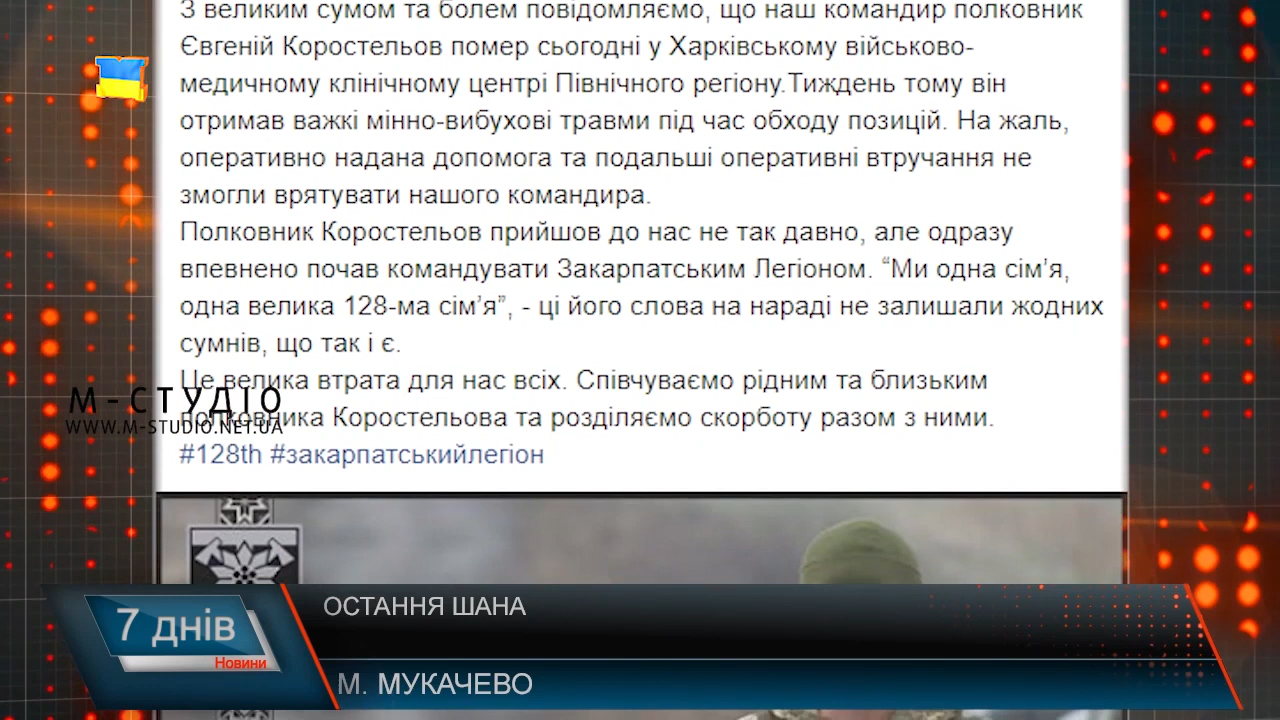 З великим сумом та болем повідомляємо, що наш командир полковник
Євгеній Коростельов помер сьогодні у Харківському військово-
медичному клінічному центрі Північного регіону.Тиждень тому він
отримав важкі мінно-вибухові травми під час обходу позицій. На жаль,
оперативно надана допомога та подальші оперативні втручання не
змогли врятувати нашого командира.
Полковник Коростельов прийшов до нас не так давно, але одразу
впевнено почав командувати Закарпатським Легіоном. “Ми одна сім’я,
одна велика 128-ма сім’я”, - ці його слова на нараді не залишали жодних
сумнів, що так і є.
Це велика втрата для нас всіх. Співчуваємо рідним та близьким
полковника Коростельова та розділяємо скорботу разом з ними.
#128th #закарпатськийлегіон
М-СТУДІО
WWW.M-STUDIO.NET.UA
7 днів
Новини
ОСТАННЯ ШАНА
М. МУКАЧЕВО